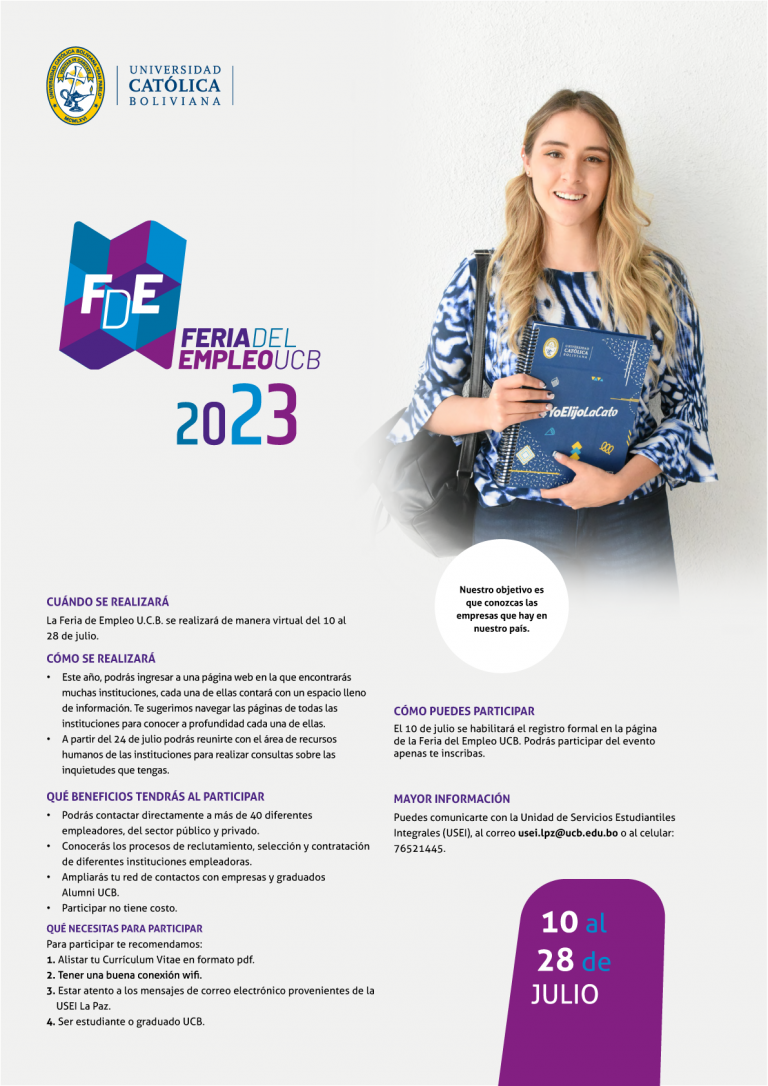 UNIVERSIDAD CATÓLICA BOLIVIANA "SAN PABLO"
MCMLXVI
UNIVERSIDAD
CATÓLICA
BOLIVIANA
FDE
FERIADEL
EMPLEOUCB
2023
UNIVERSIDAD
CATÓLICA
BOLIVIANA
#YoElijoLaCato
Nuestro objetivo es
que conozcas las
empresas que hay en
nuestro país.
CUÁNDO SE REALIZARÁ
La Feria de Empleo U.C.B. se realizará de manera virtual del 10 al
28 de julio.
CÓMO SE REALIZARÁ
• Este año, podrás ingresar a una página web en la que encontrarás
muchas instituciones, cada una de ellas contará con un espacio lleno
de información. Te sugerimos navegar las páginas de todas las
instituciones para conocer a profundidad cada una de ellas.
• A partir del 24 de julio podrás reunirte con el área de recursos
humanos de las instituciones para realizar consultas sobre las
inquietudes que tengas.
QUÉ BENEFICIOS TENDRÁS AL PARTICIPAR
• Podrás contactar directamente a más de 40 diferentes
empleadores, del sector público y privado.
• Conocerás los procesos de reclutamiento, selección y contratación
de diferentes instituciones empleadoras.
• Ampliarás tu red de contactos con empresas y graduados
Alumni UCB.
• Participar no tiene costo.
QUÉ NECESITAS PARA PARTICIPAR
Para participar te recomendamos:
1. Alistar tu Curriculum Vitae en formato pdf.
2. Tener una buena conexión wifi.
3. Estar atento a los mensajes de correo electrónico provenientes de la
USEI La Paz.
4. Ser estudiante o graduado UCB.
CÓMO PUEDES PARTICIPAR
El 10 de julio se habilitará el registro formal en la página
de la Feria del Empleo UCB. Podrás participar del evento
apenas te inscribas.
MAYOR INFORMACIÓN
Puedes comunicarte con la Unidad de Servicios Estudiantiles
Integrales (USEI), al correo usei.lpz@ucb.edu.bo o al celular:
76521445.
10 al
28 de
JULIO